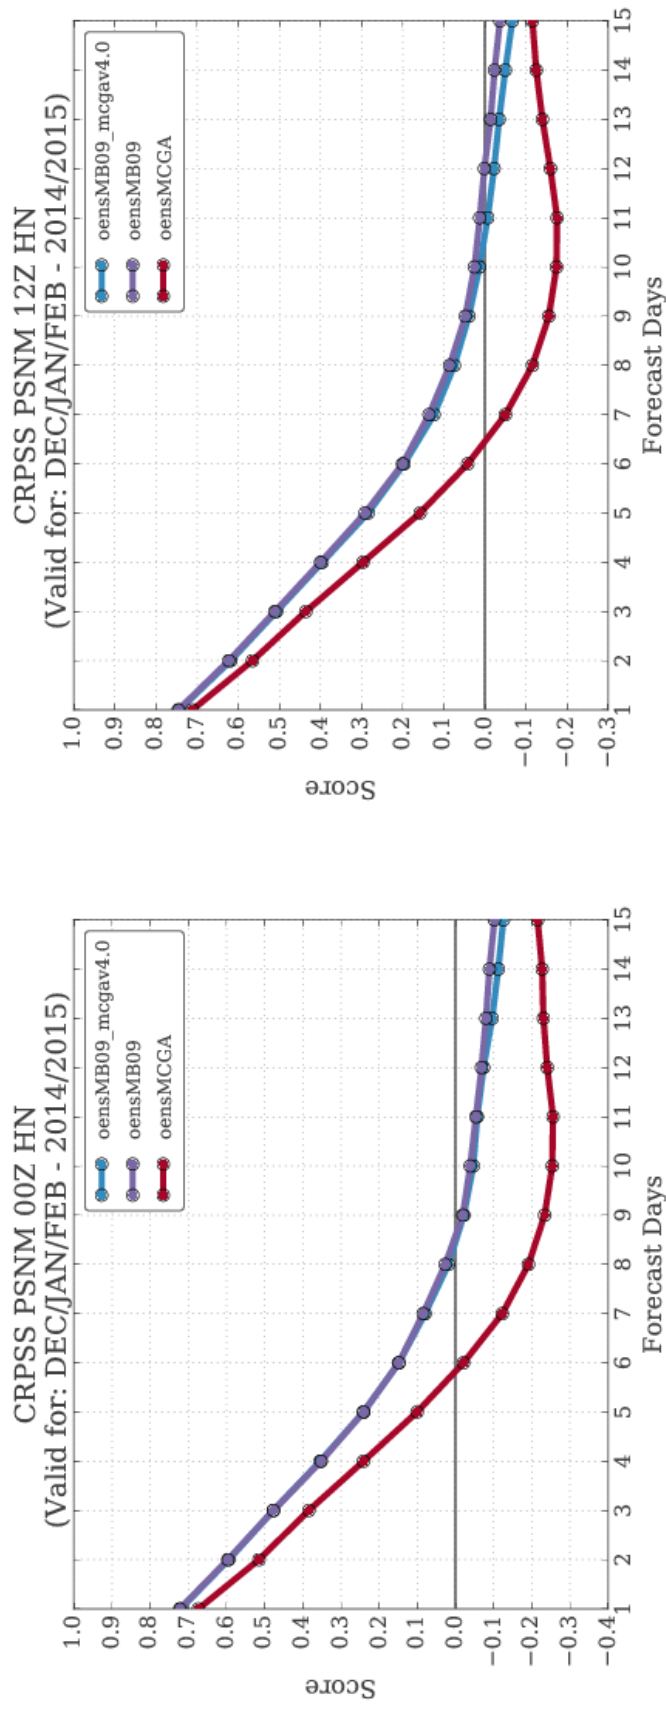 CRPSS PSNM 00Z HN
(Valid for: DEC/JAN/FEB - 2014/2015)
oensMB09_mcgav4.0
oensMB09
oensMCGA
1.0
0.9
0.8
0.7
0.6
0.5
0.4
0.3
0.2
0.1
0.0
−0.1
−0.2
−0.3
−0.4
Score
1 2 3 4 5 6 7 8 9 10 11 12 13 14 15
Forecast Days
CRPSS PSNM 12Z HN
(Valid for: DEC/JAN/FEB - 2014/2015)
oensMB09_mcgav4.0
oensMB09
oensMCGA
1.0
0.9
0.8
0.7
0.6
0.5
0.4
0.3
0.2
0.1
0.0
−0.1
−0.2
−0.3
Score
1 2 3 4 5 6 7 8 9 10 11 12 13 14 15
Forecast Days